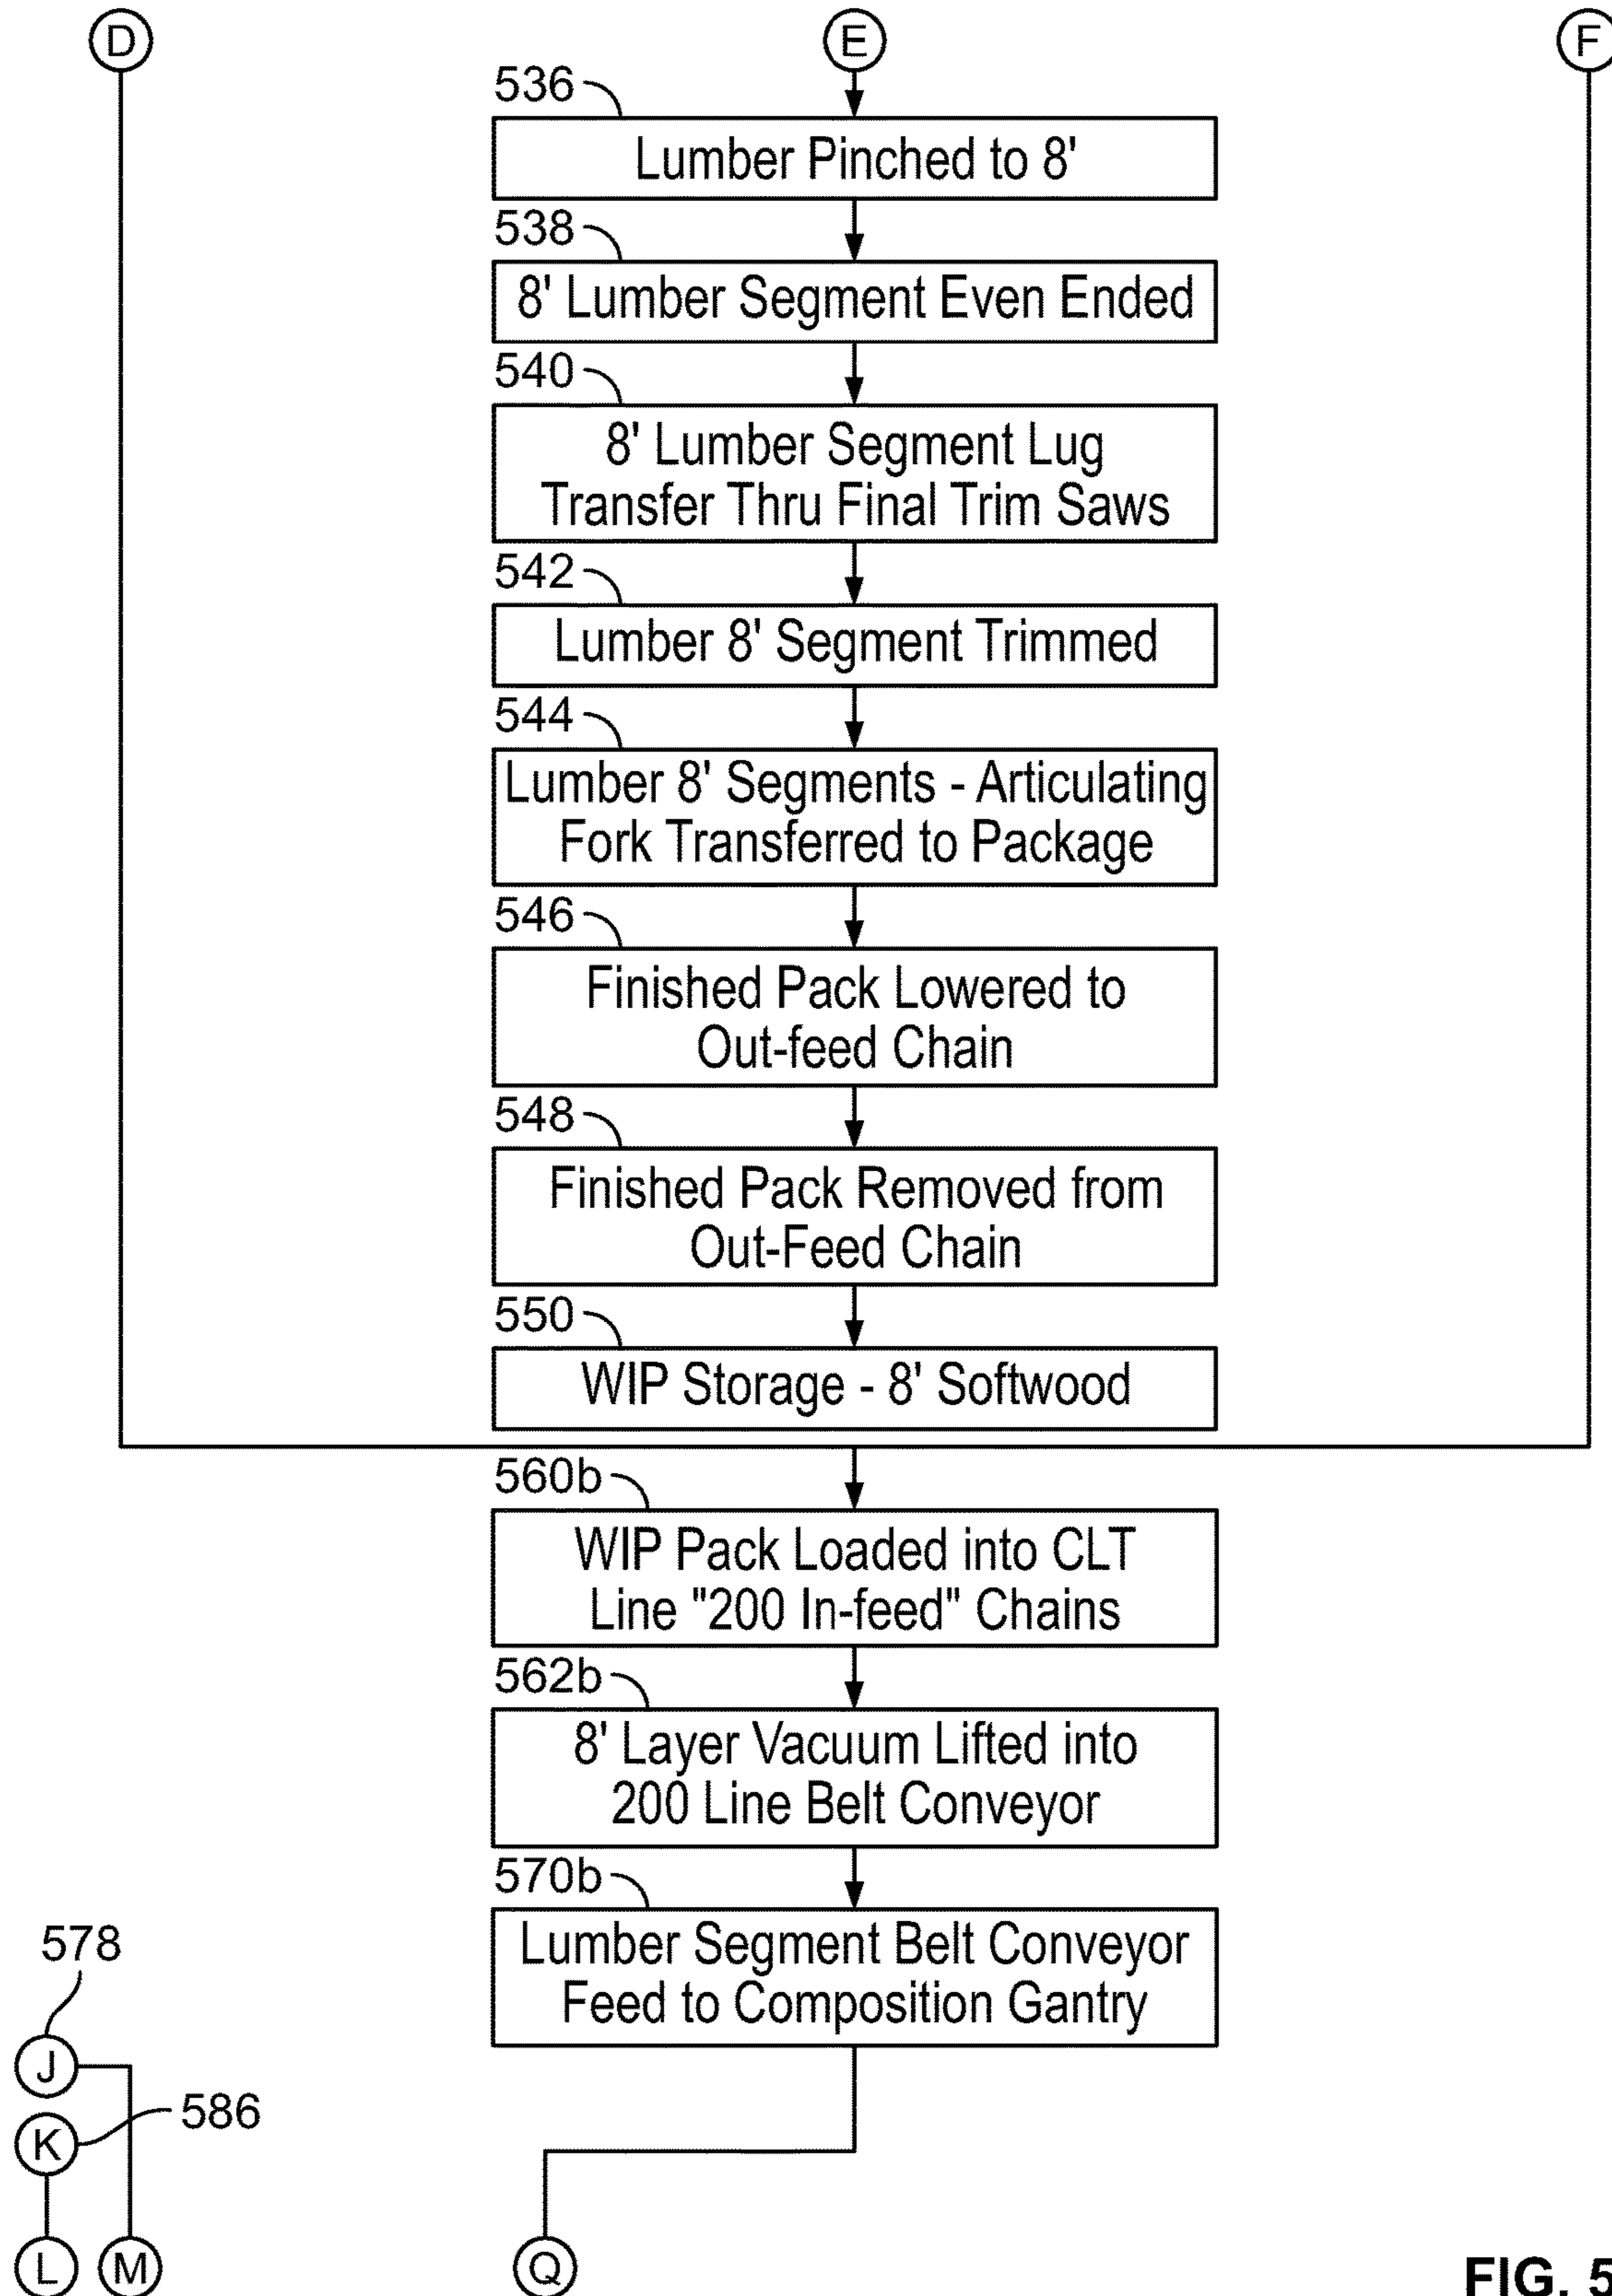 D
E
F
536
Lumber Pinched to 8'
538
8' Lumber Segment Even Ended
540
8' Lumber Segment Lug
Transfer Thru Final Trim Saws
542
Lumber 8' Segment Trimmed
544
Lumber 8' Segments - Articulating
Fork Transferred to Package
546
Finished Pack Lowered to
Out-feed Chain
548
Finished Pack Removed from
Out-Feed Chain
550
WIP Storage - 8' Softwood
560b
WIP Pack Loaded into CLT
Line "200 In-feed" Chains
562b
8' Layer Vacuum Lifted into
200 Line Belt Conveyor
570b
Lumber Segment Belt Conveyor
Feed to Composition Gantry
578
J
586
K
L
M
Q
FIG. 5